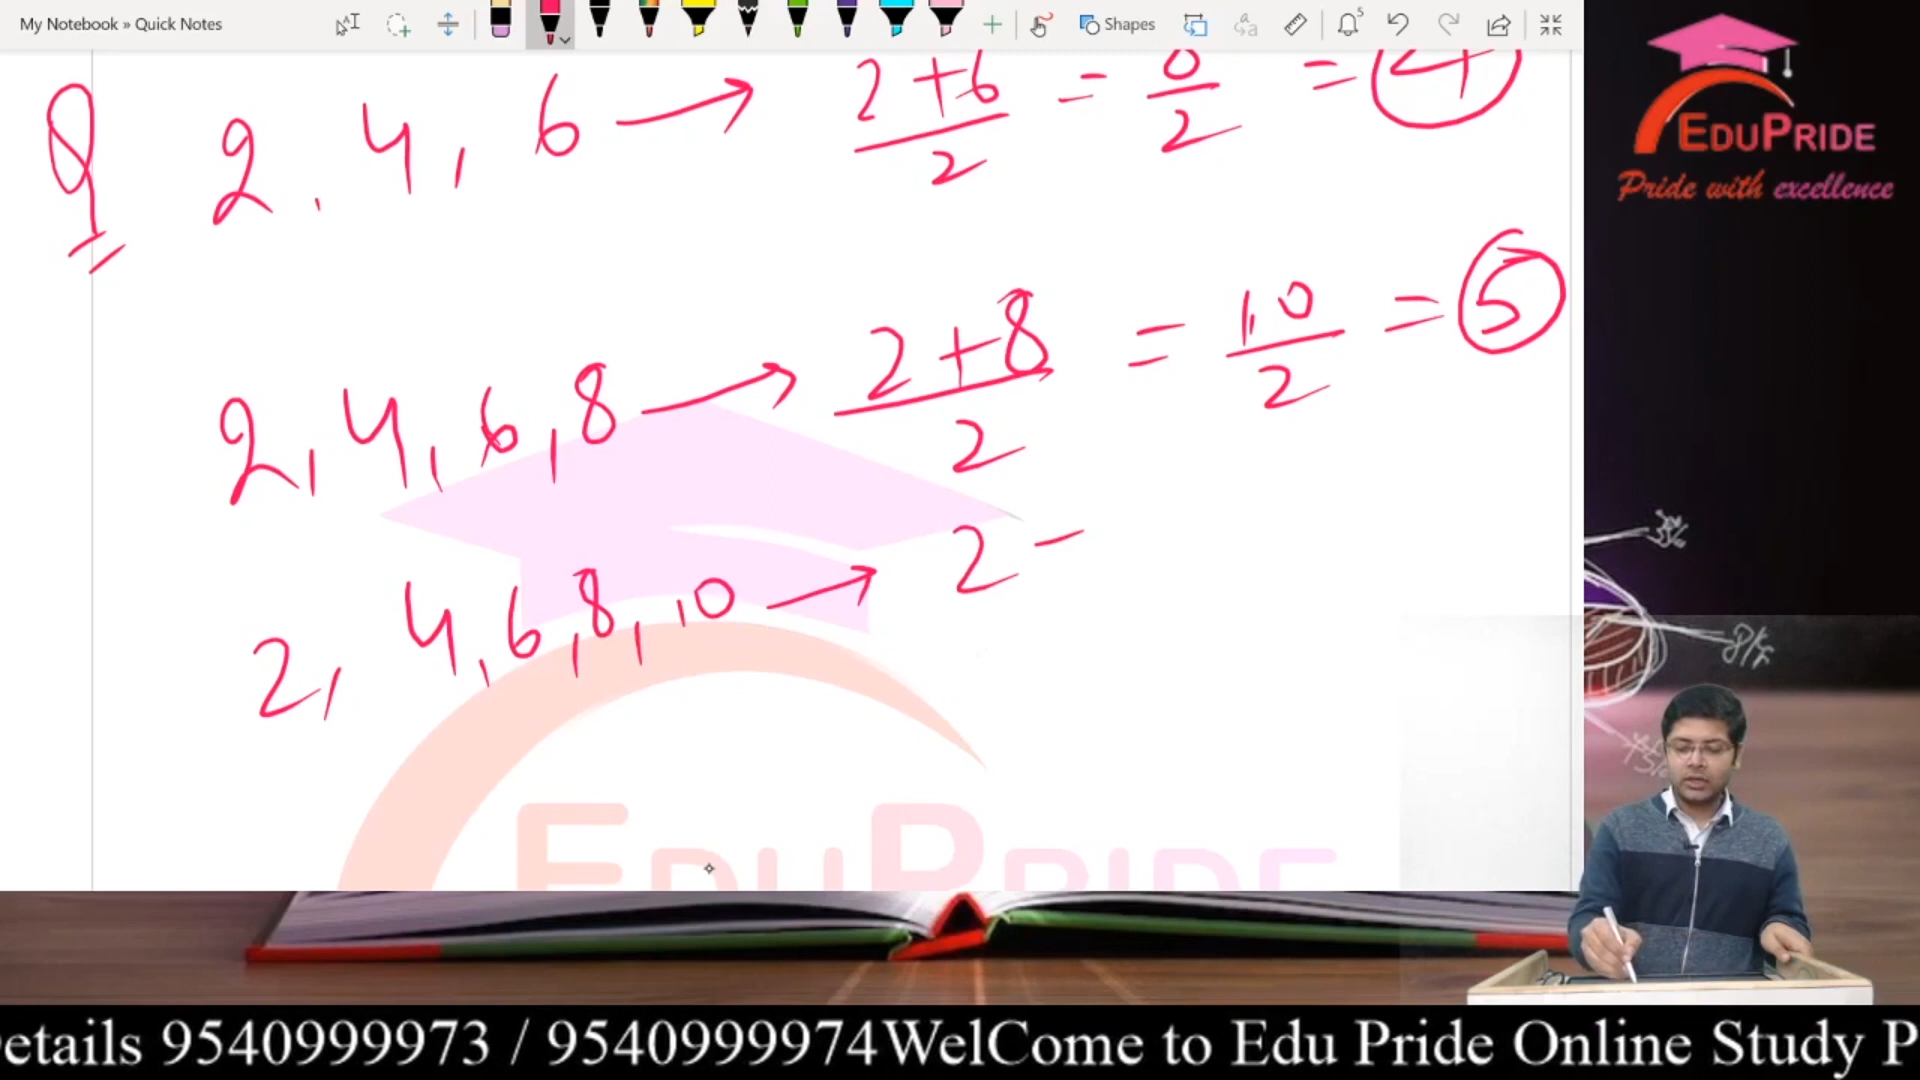 My Notebook » Quick Notes
Shapes
5
Q 2, 4, 6 → 2+6/2 = 8/2 = 4
2, 4, 6, 8 → 2+8/2 = 10/2 = 5
2, 4, 6, 8, 10 → 2 -
EDUPRIDE
Pride with excellence
EDUPRIDE
etails 9540999973 / 9540999974WelCome to Edu Pride Online Study P